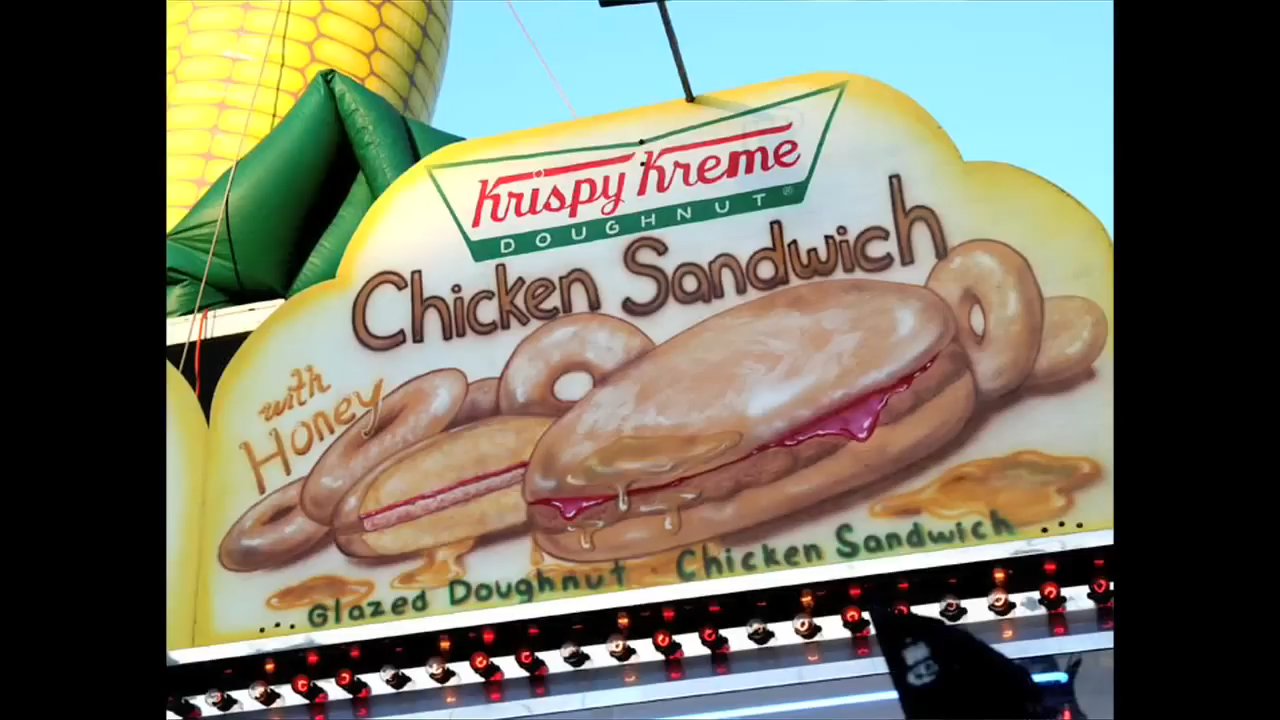 Krispy Kreme
DOUGHNUT®
Chicken Sandwich
with
Honey
...Glazed Doughnut Chicken Sandwich...